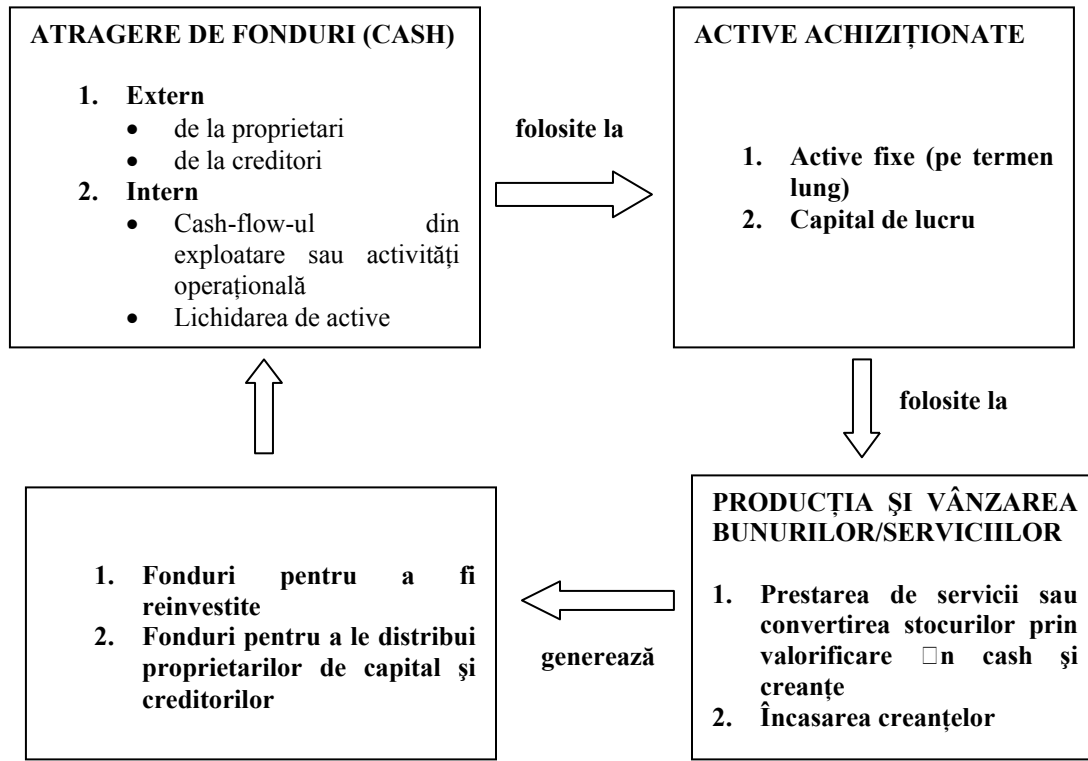 ATRAGERE DE FONDURI (CASH)
1. Extern
• de la proprietari
• de la creditori
2. Intern
• Cash-flow-ul din
exploatare sau activități
operațională
• Lichidarea de active
folosite la
ACTIVE ACHIZIȚIONATE
1. Active fixe (pe termen
lung)
2. Capital de lucru
folosite la
PRODUCȚIA ŞI VÂNZAREA
BUNURILOR/SERVICIILOR
1. Prestarea de servicii sau
convertirea stocurilor prin
valorificare □n cash şi
creanțe
2. Încasarea creanțelor
generează
1. Fonduri pentru a fi
reinvestite
2. Fonduri pentru a le distribui
proprietarilor de capital şi
creditorilor